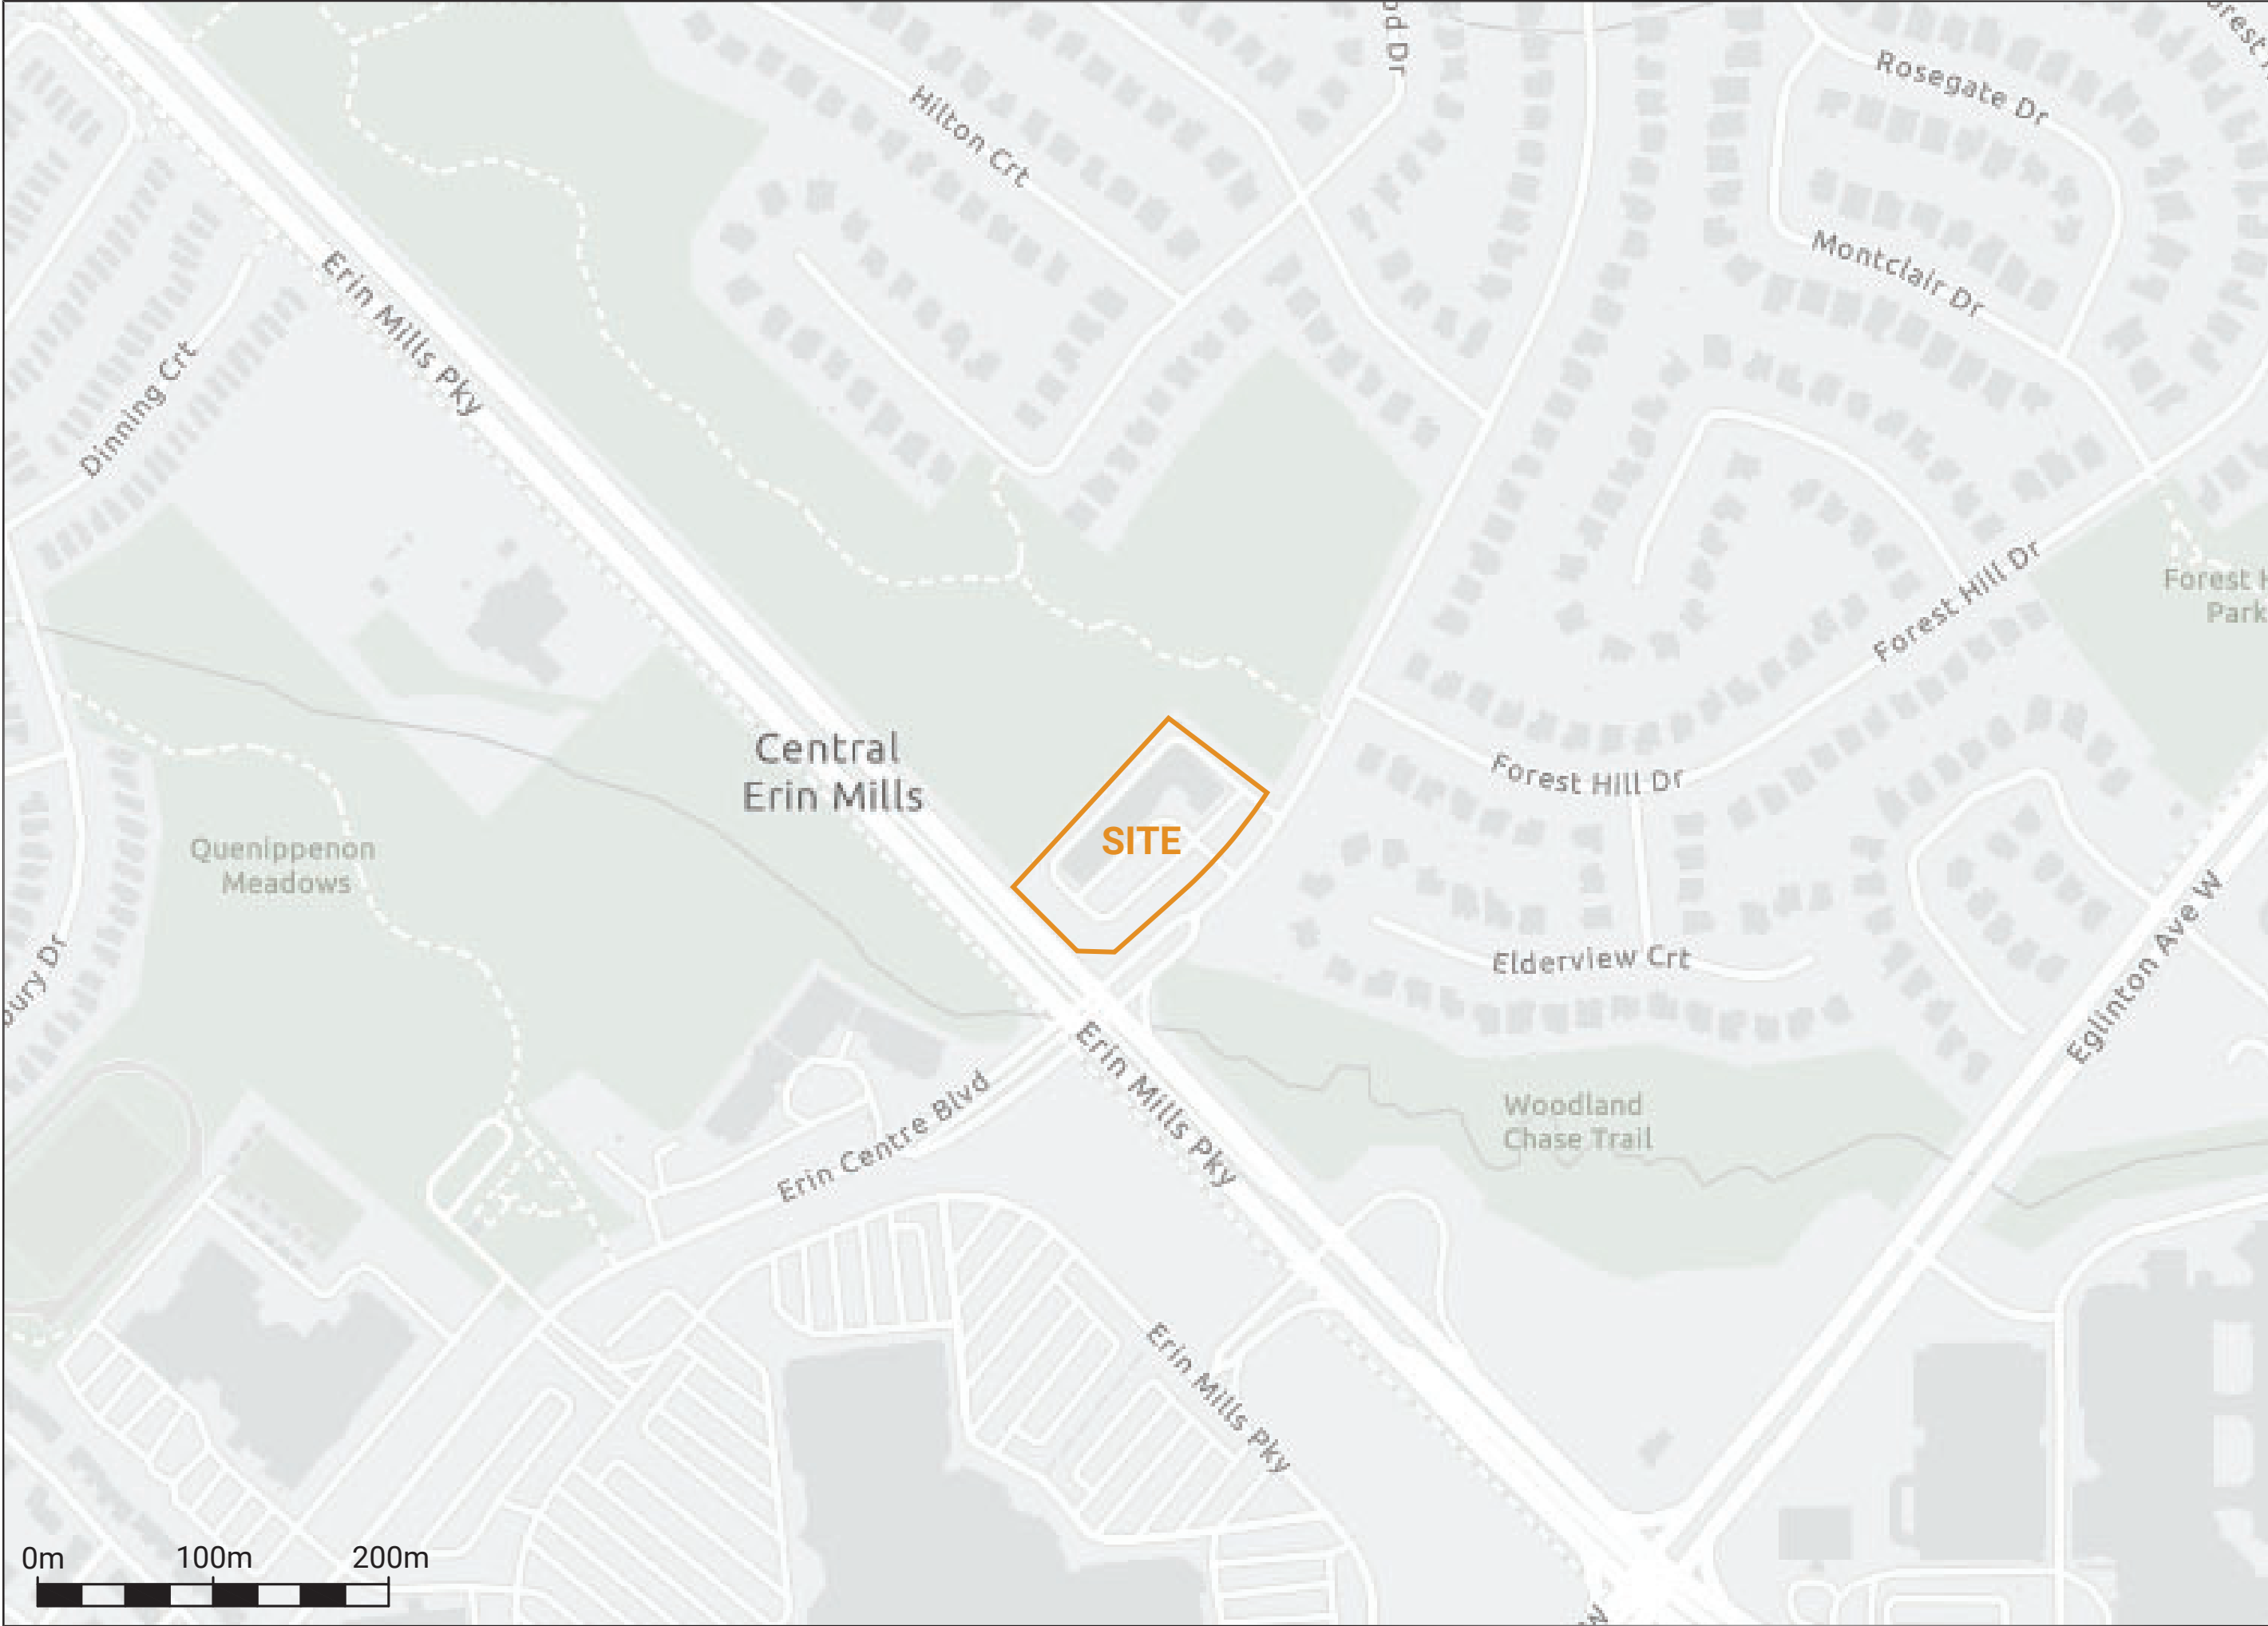 Hilton Crt
Rosegate Dr
Montclair Dr
Erin Mills Pky
Dinning Crt
Forest Hill Dr
Forest
Park
Central
Erin Mills
Forest Hill Dr
SITE
Quenippenon
Meadows
Elderview Crt
Eglinton Ave W
Erin Mills Pky
Erin Centre Blvd
Woodland
Chase Trail
Erin Mills Pky
0m 100m 200m